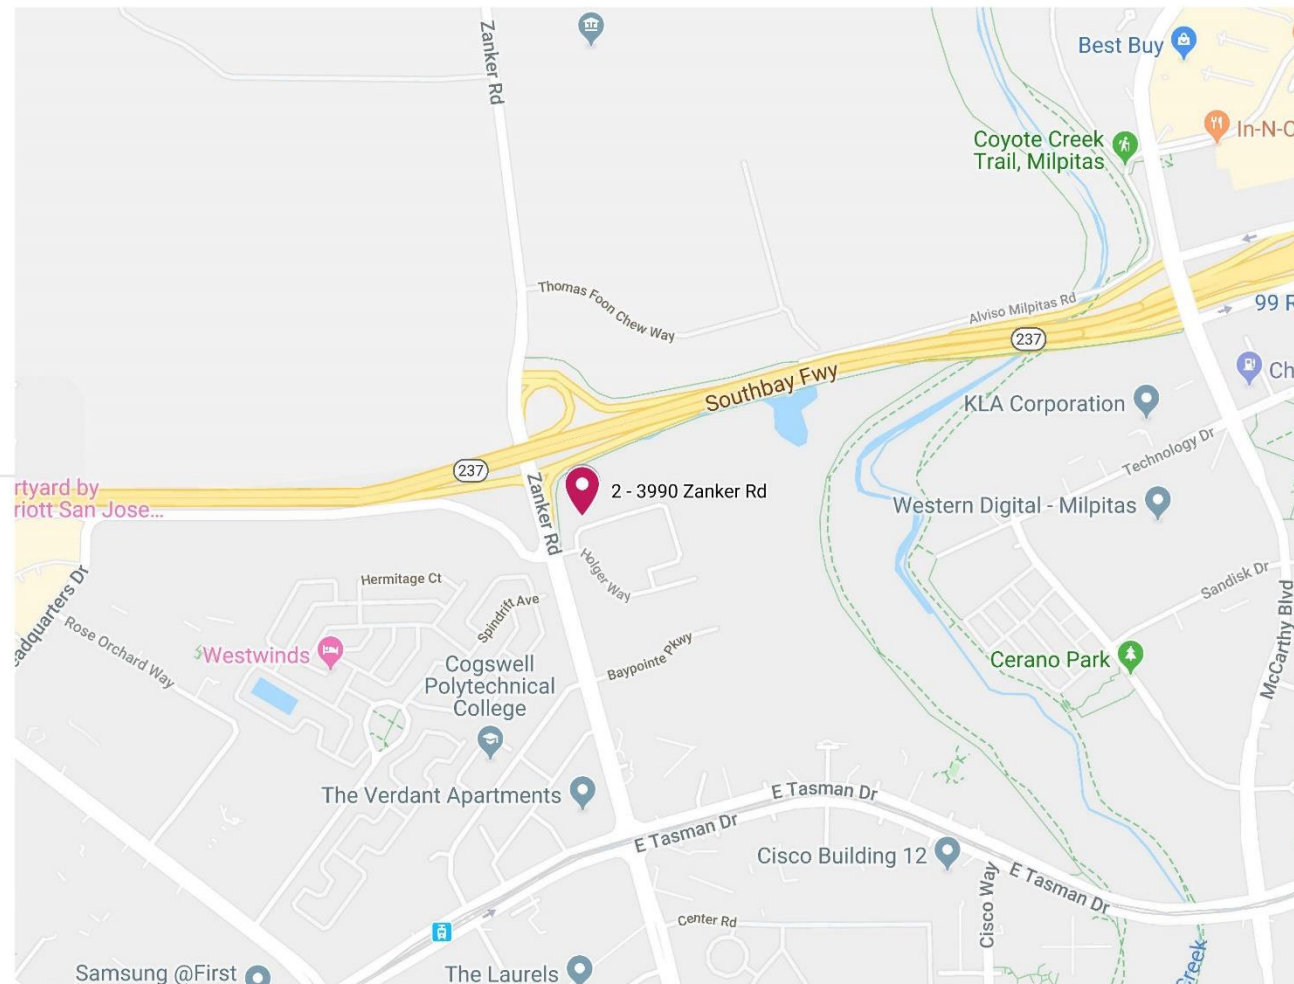 Zanker Rd
Best Buy
In-N-O
Coyote Creek
Trail, Milpitas
Thomas Foon Chew Way
Alviso Milpitas Rd
237
99 R
Southbay Fwy
Ch
KLA Corporation
Technology Dr
237
Zanker Rd
2 - 3990 Zanker Rd
rtyard by
rriott San Jose...
Western Digital - Milpitas
Holger Way
Hermitage Ct
Sandisk Dr
Spindrift Ave
eadquarters Dr
Rose Orchard Way
Westwinds
Baypointe Pkwy
McCarthy Blvd
Cerano Park
Cogswell
Polytechnical
College
The Verdant Apartments
E Tasman Dr
E Tasman Dr
Cisco Building 12
E Tasman Dr
Cisco Way
Center Rd
Creek
Samsung @First
The Laurels